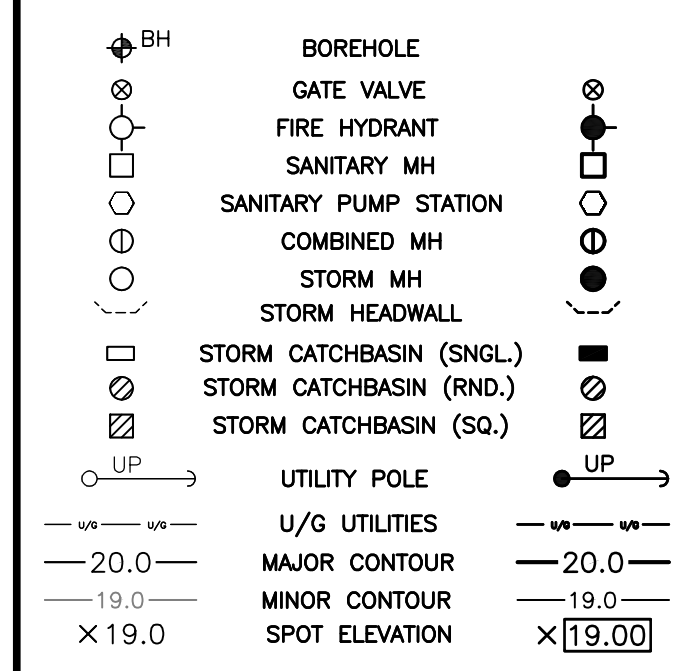 BH BOREHOLE
GATE VALVE
FIRE HYDRANT
SANITARY MH
SANITARY PUMP STATION
COMBINED MH
STORM MH
STORM HEADWALL
STORM CATCHBASIN (SNGL.)
STORM CATCHBASIN (RND.)
STORM CATCHBASIN (SQ.)
UP UTILITY POLE UP
U/G U/G U/G UTILITIES U/G U/G
20.0 MAJOR CONTOUR 20.0
19.0 MINOR CONTOUR 19.0
×19.0 SPOT ELEVATION ×19.00